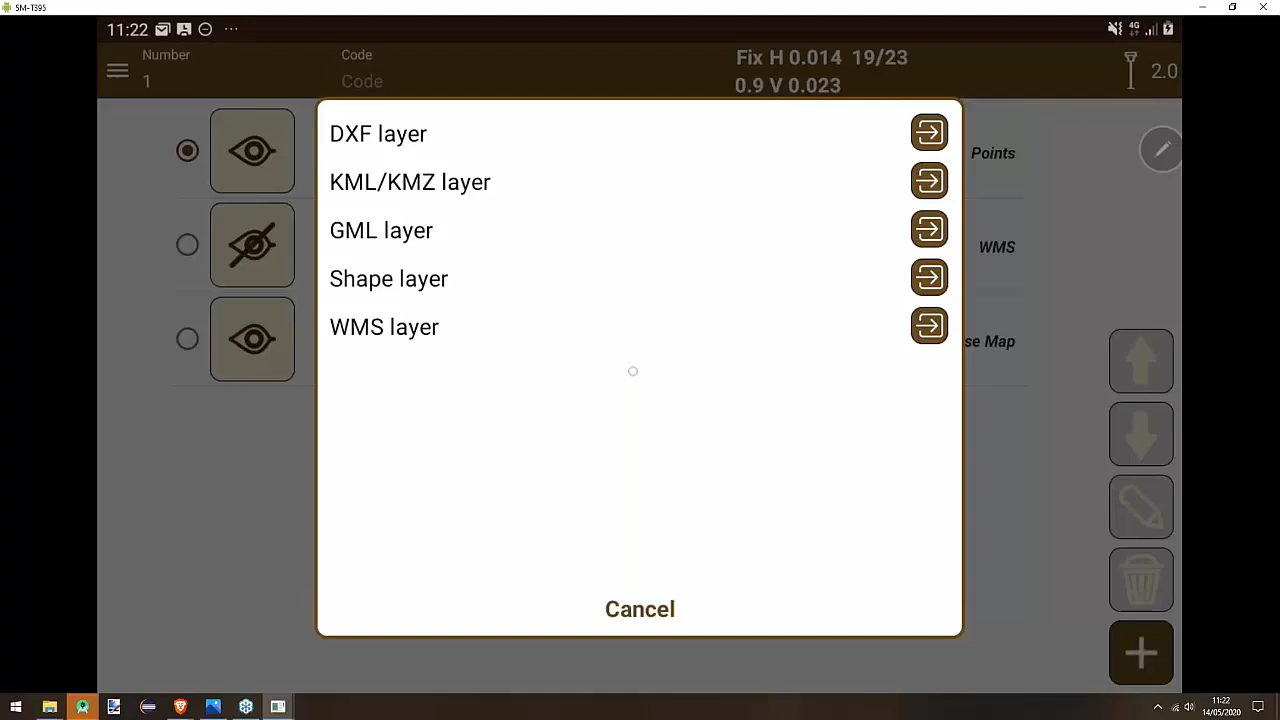 SM-T395
11:22 ...
4G
Number
1
Code
Code
Fix H 0.014 19/23
0.9 V 0.023
2.0
DXF layer
KML/KMZ layer
GML layer
Shape layer
WMS layer
Cancel
Points
WMS
se Map
11:22
14/05/2020